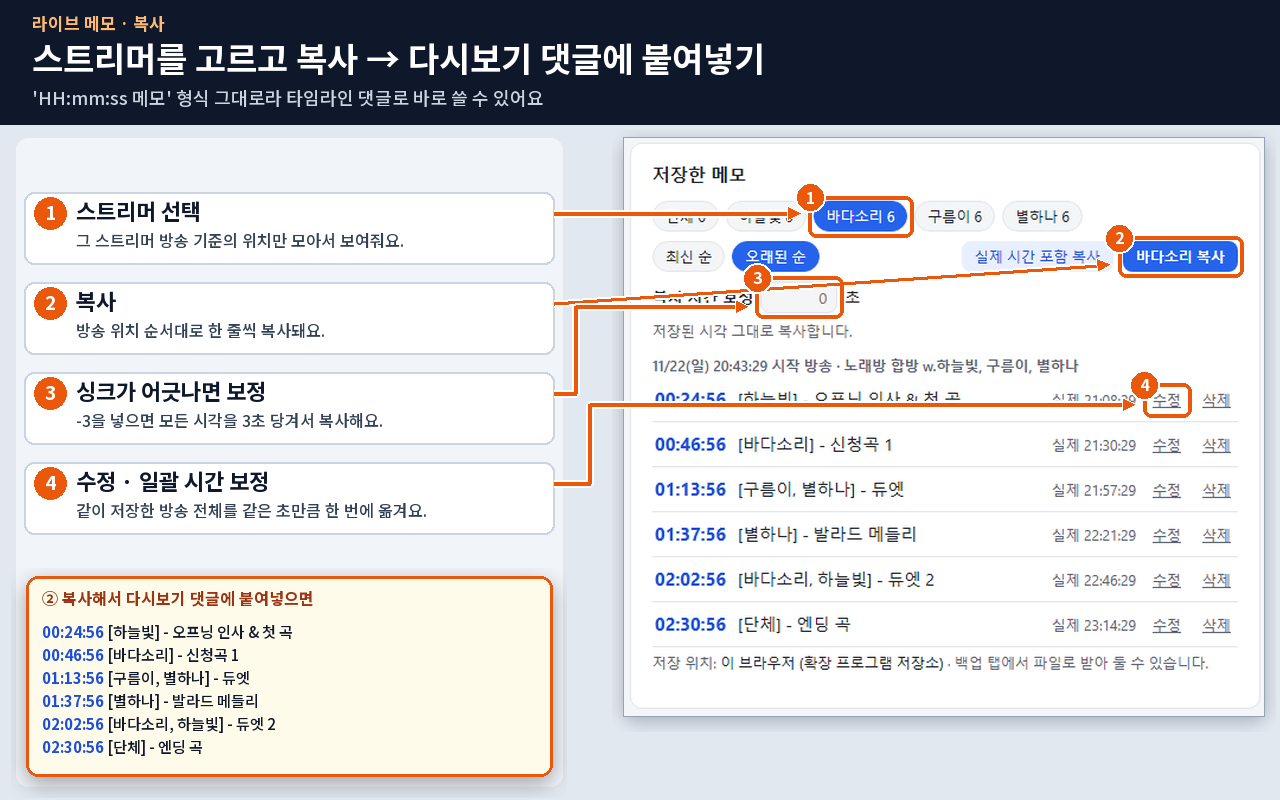 라이브 메모 · 복사
스트리머를 고르고 복사 → 다시보기 댓글에 붙여넣기
'HH:mm:ss 메모' 형식 그대로라 타임라인 댓글로 바로 쓸 수 있어요
1 스트리머 선택
그 스트리머 방송 기준의 위치만 모아서 보여줘요.
2 복사
방송 위치 순서대로 한 줄씩 복사돼요.
3 싱크가 어긋나면 보정
-3을 넣으면 모든 시각을 3초 당겨서 복사해요.
4 수정 · 일괄 시간 보정
같이 저장한 방송 전체를 같은 초만큼 한 번에 옮겨요.
② 복사해서 다시보기 댓글에 붙여넣으면
00:24:56 [하늘빛] - 오프닝 인사 & 첫 곡
00:46:56 [바다소리] - 신청곡 1
01:13:56 [구름이, 별하나] - 듀엣
01:37:56 [별하나] - 발라드 메들리
02:02:56 [바다소리, 하늘빛] - 듀엣 2
02:30:56 [단체] - 엔딩 곡
저장한 메모
1
바다소리 6 구름이 6 별하나 6
2
최신 순 오래된 순 실제 시간 포함 복사 바다소리 복사
3
복사 시간 보정 0 초
저장된 시각 그대로 복사합니다.
11/22(일) 20:43:29 시작 방송 · 노래방 합방 w.하늘빛, 구름이, 별하나
4
00:24:56 [하늘빛] - 오프닝 인사 & 첫 곡 실제 21:08:29 수정 삭제
00:46:56 [바다소리] - 신청곡 1 실제 21:30:29 수정 삭제
01:13:56 [구름이, 별하나] - 듀엣 실제 21:57:29 수정 삭제
01:37:56 [별하나] - 발라드 메들리 실제 22:21:29 수정 삭제
02:02:56 [바다소리, 하늘빛] - 듀엣 2 실제 22:46:29 수정 삭제
02:30:56 [단체] - 엔딩 곡 실제 23:14:29 수정 삭제
저장 위치: 이 브라우저 (확장 프로그램 저장소) · 백업 탭에서 파일로 받아 둘 수 있습니다.